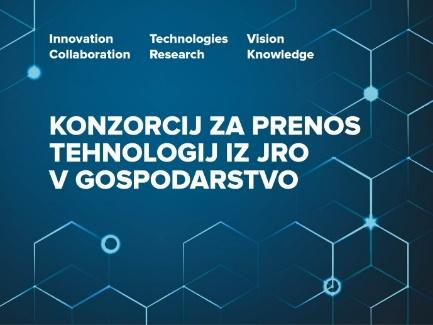 Innovation Technologies Vision
Collaboration Research Knowledge
KONZORCIJ ZA PRENOS
TEHNOLOGIJ IZ JRO
V GOSPODARSTVO